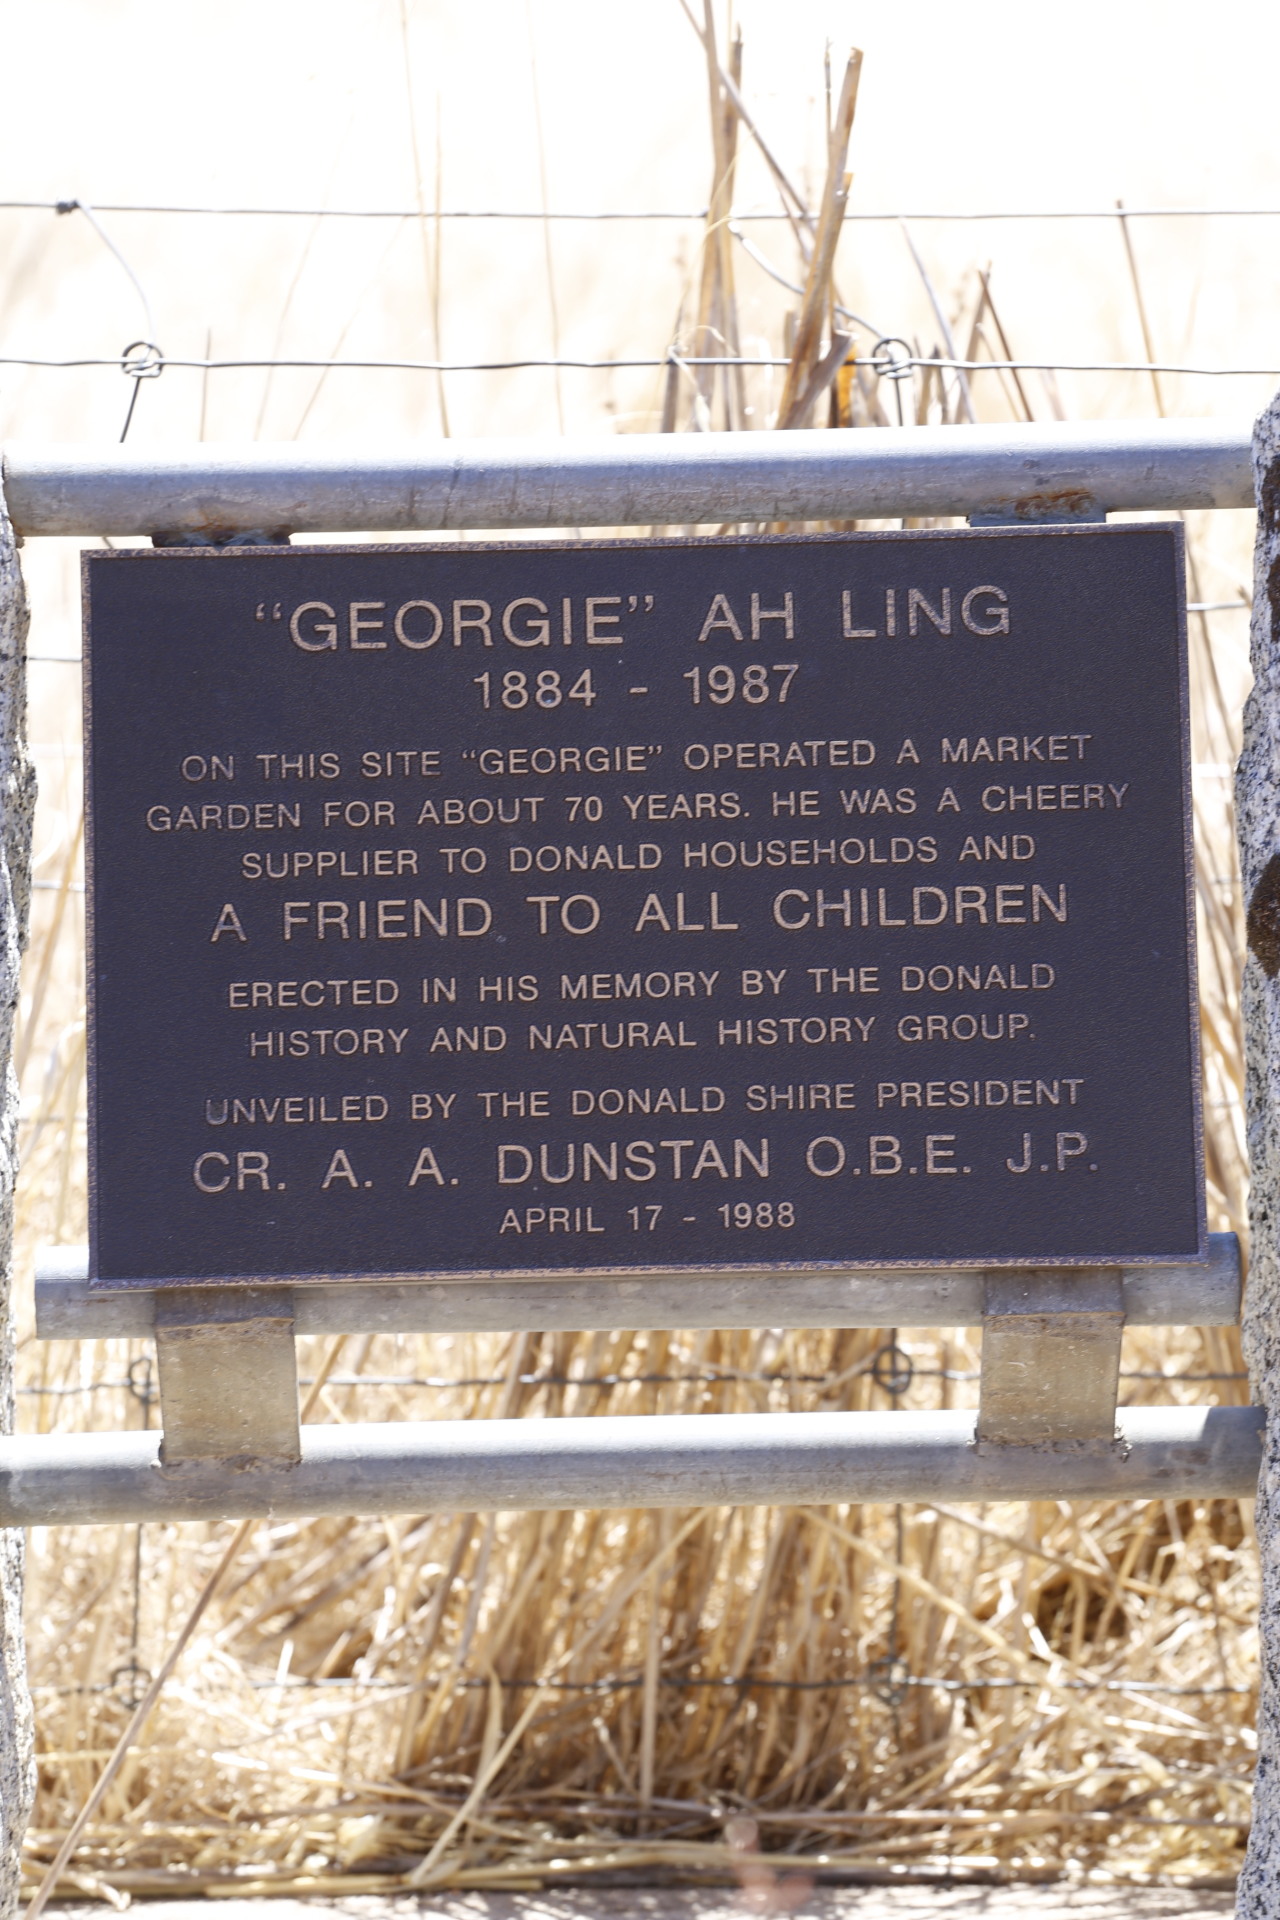 “GEORGIE” AH LING
1884 - 1987
ON THIS SITE “GEORGIE” OPERATED A MARKET
GARDEN FOR ABOUT 70 YEARS. HE WAS A CHEERY
SUPPLIER TO DONALD HOUSEHOLDS AND
A FRIEND TO ALL CHILDREN
ERECTED IN HIS MEMORY BY THE DONALD
HISTORY AND NATURAL HISTORY GROUP.
UNVEILED BY THE DONALD SHIRE PRESIDENT
CR. A. A. DUNSTAN O.B.E. J.P.
APRIL 17 - 1988